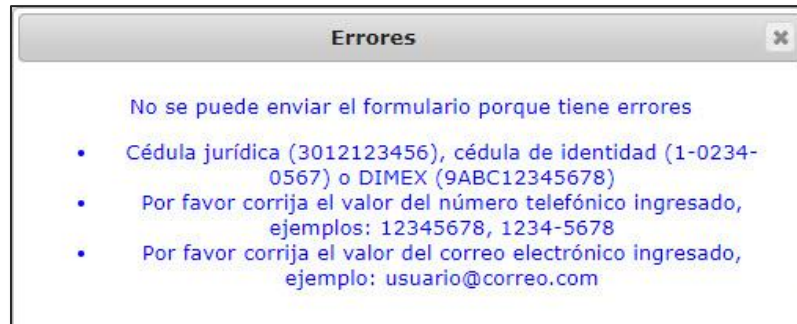 Errores
No se puede enviar el formulario porque tiene errores
• Cédula jurídica (3012123456), cédula de identidad (1-0234-
0567) o DIMEX (9ABC12345678)
• Por favor corrija el valor del número telefónico ingresado,
ejemplos: 12345678, 1234-5678
• Por favor corrija el valor del correo electrónico ingresado,
ejemplo: usuario@correo.com